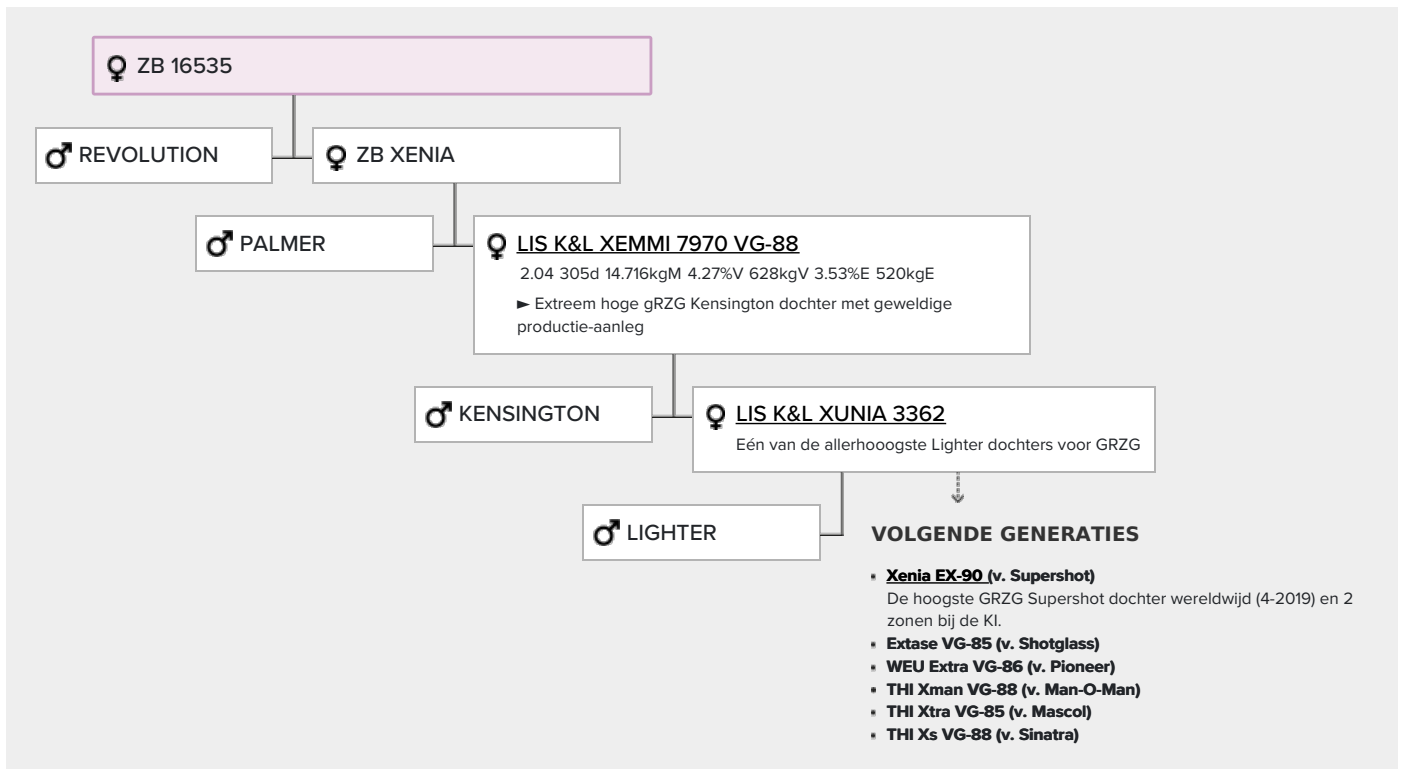 ZB 16535
REVOLUTION
ZB XENIA
PALMER
LIS K&L XEMMI 7970 VG-88
2.04 305d 14.716kgM 4.27%V 628kgV 3.53%E 520kgE
► Extreem hoge gRZG Kensington dochter met geweldige
productie-aanleg
KENSINGTON
LIS K&L XUNIA 3362
Eén van de allerhooogste Lighter dochters voor GRZG
LIGHTER
VOLGENDE GENERATIES
Xenia EX-90 (v. Supershot)
De hoogste GRZG Supershot dochter wereldwijd (4-2019) en 2
zonen bij de KI.
Extase VG-85 (v. Shotglass)
WEU Extra VG-86 (v. Pioneer)
THI Xman VG-88 (v. Man-O-Man)
THI Xtra VG-85 (v. Mascol)
THI Xs VG-88 (v. Sinatra)